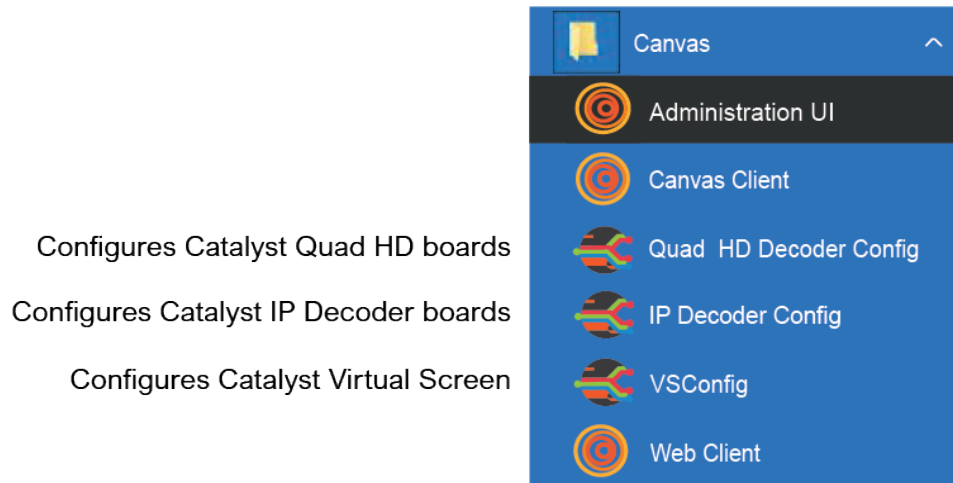 Canvas
Administration UI
Canvas Client
Configures Catalyst Quad HD boards Quad HD Decoder Config
Configures Catalyst IP Decoder boards IP Decoder Config
Configures Catalyst Virtual Screen VSConfig
Web Client